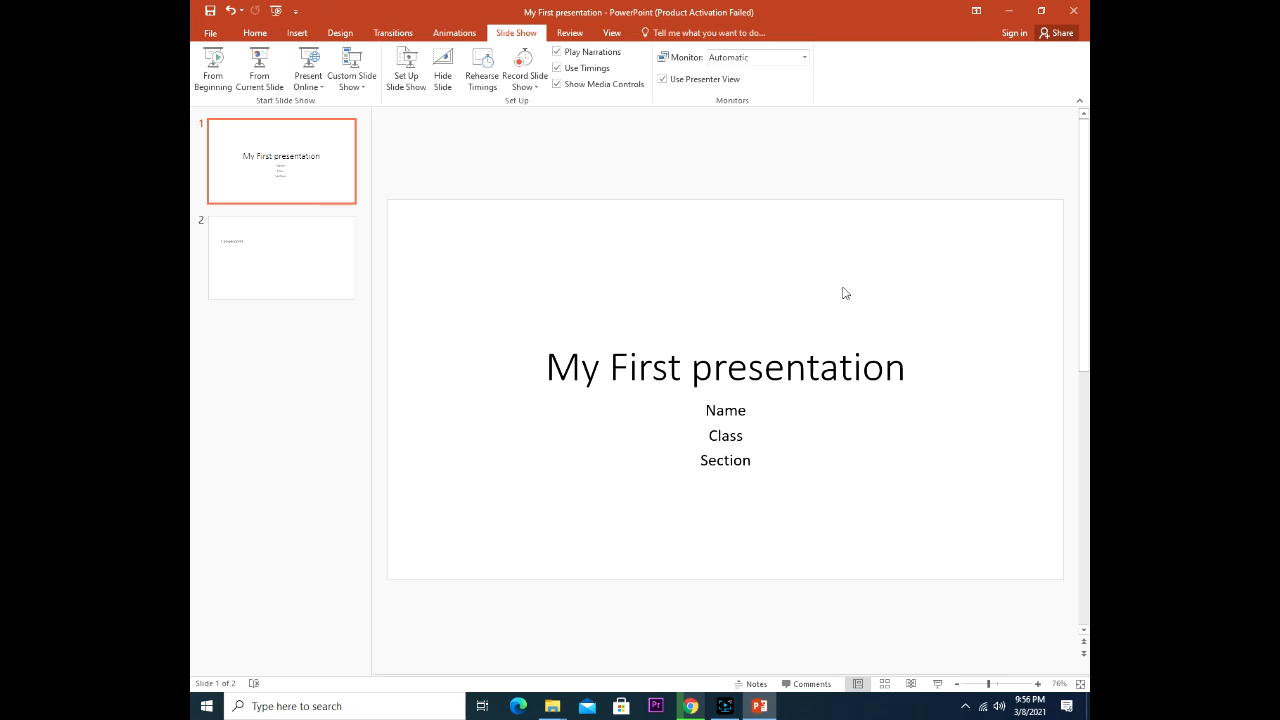 My First presentation - PowerPoint (Product Activation Failed)
File Home Insert Design Transitions Animations Slide Show Review View Tell me what you want to do... Sign in Share
From Beginning
From Current Slide
Present Online
Custom Slide Show
Set Up Slide Show
Hide Slide
Rehearse Timings
Record Slide Show
Play Narrations
Use Timings
Show Media Controls
Monitor: Automatic
Use Presenter View
Start Slide Show Set Up Monitors
1
My First presentation
2
My First presentation
Name
Class
Section
Slide 1 of 2 Notes Comments 76%
Type here to search
Pr
9:56 PM
3/8/2021